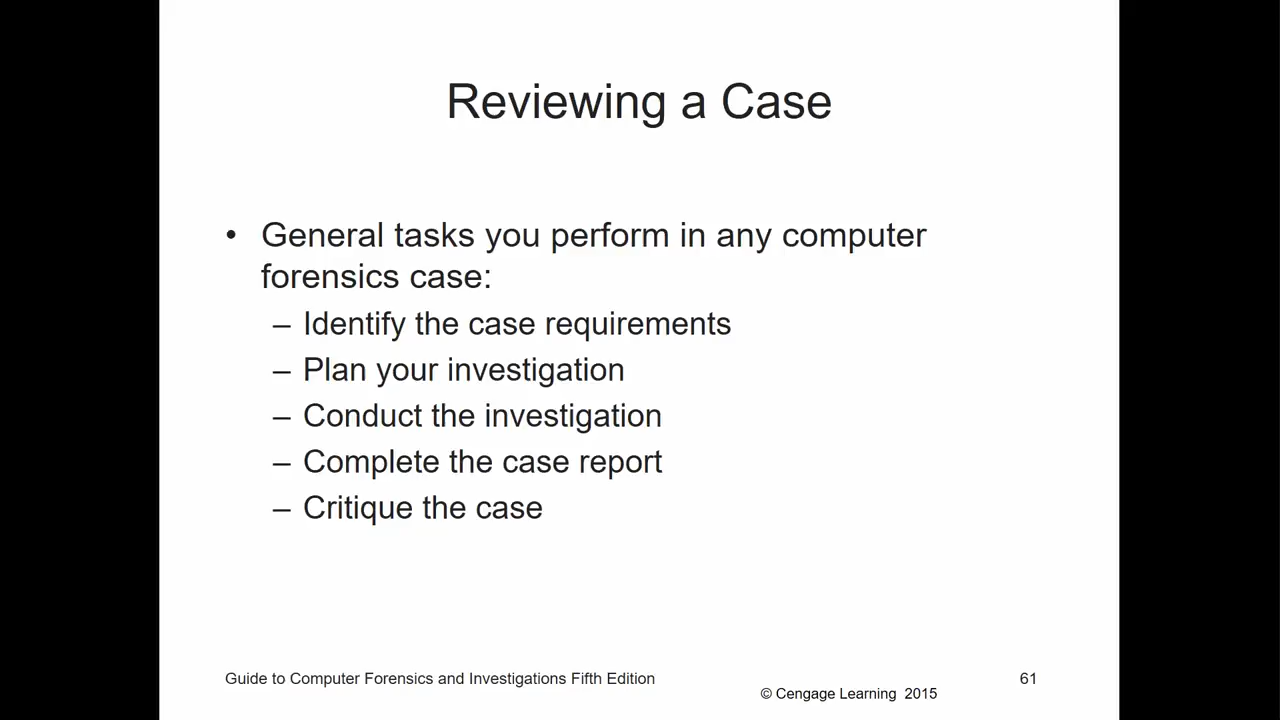 Reviewing a Case
• General tasks you perform in any computer
forensics case:
– Identify the case requirements
– Plan your investigation
– Conduct the investigation
– Complete the case report
– Critique the case
Guide to Computer Forensics and Investigations Fifth Edition
61
© Cengage Learning 2015